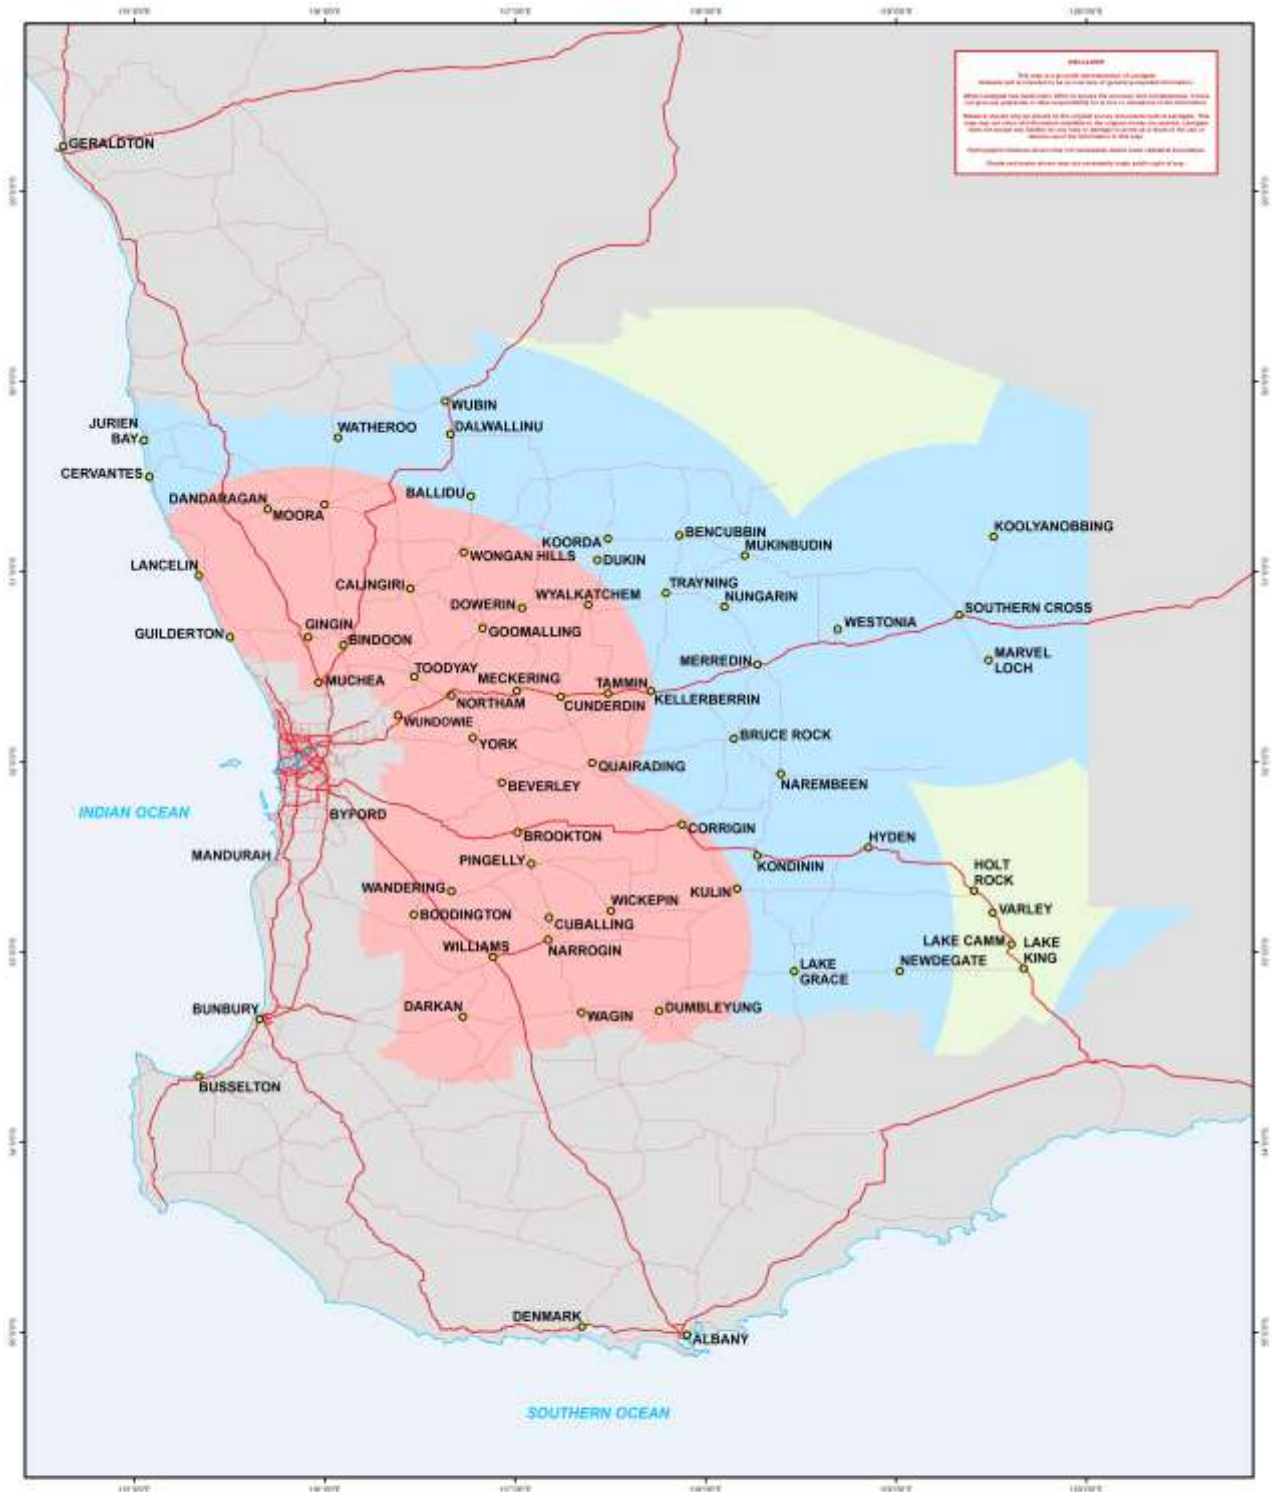 GERALDTON
DISCLAIMER
WUBIN
JURIEN
BAY
WATHEROO
DALWALLINU
CERVANTES
DANDARAGAN
BALLIDU
MOORA
KOOLYANOBBING
BENCUBBIN
KOORDA
MUKINBUDIN
WONGAN HILLS
DUKIN
LANCELIN
CALINGIRI
TRAYNING
WYALKATCHEM
NUNGARIN
DOWERIN
SOUTHERN CROSS
GINGIN
WESTONIA
GUILDERTON
GOOMALLING
BINDOON
MARVEL
LOCH
MERREDIN
TOODYAY
MECKERING
TAMMIN
MUCHEA
NORTHAM
CUNDERDIN
KELLERBERRIN
WUNDOWIE
BRUCE ROCK
YORK
QUAIRADING
NAREMBEEN
BEVERLEY
INDIAN OCEAN
BYFORD
CORRIGIN
BROOKTON
HYDEN
MANDURAH
PINGELLY
KONDININ
HOLT
ROCK
WANDERING
KULIN
WICKEPIN
BODDINGTON
VARLEY
CUBALLING
WILLIAMS
NARROGIN
LAKE CAMM
LAKE
KING
NEWDEGATE
LAKE
GRACE
BUNBURY
DARKAN
DUMBLEYUNG
WAGIN
BUSSELTON
DENMARK
ALBANY
SOUTHERN OCEAN